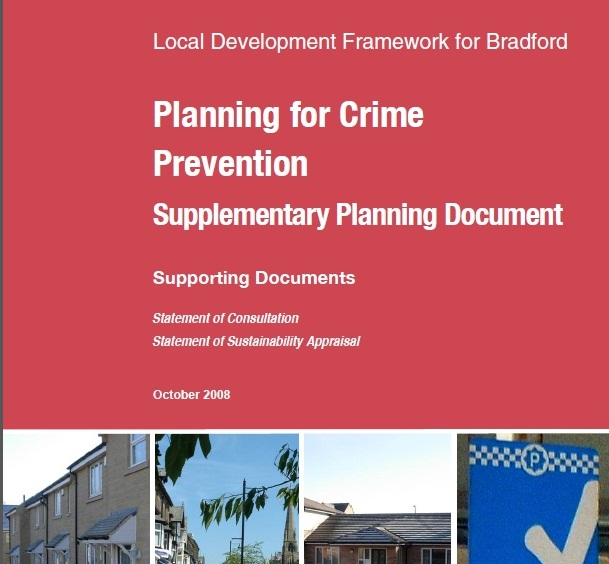 Local Development Framework for Bradford
Planning for Crime
Prevention
Supplementary Planning Document
Supporting Documents
Statement of Consultation
Statement of Sustainability Appraisal
October 2008
P